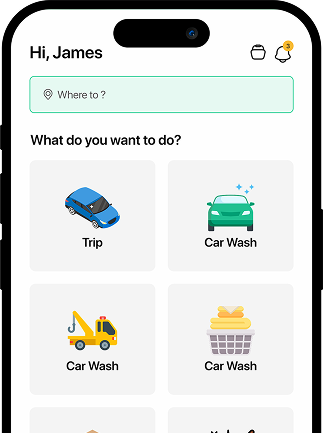 Hi, James
3
Where to ?
What do you want to do?
Trip
Car Wash
Car Wash
Car Wash